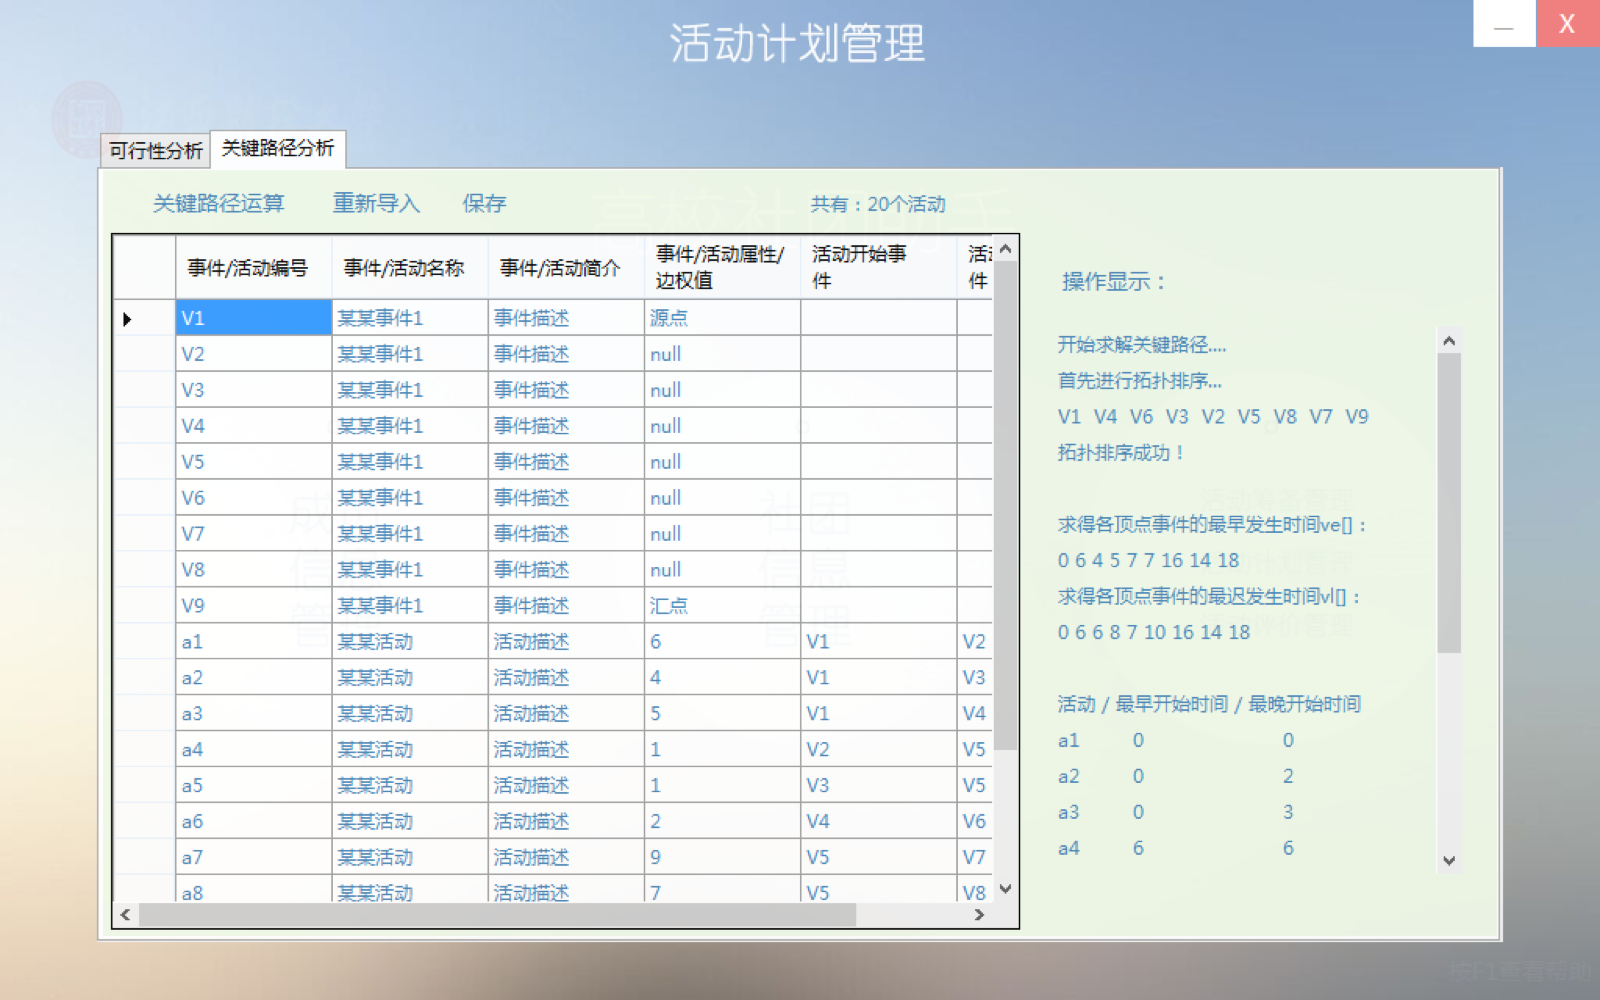 活动计划管理
X
可行性分析 关键路径分析
关键路径运算 重新导入 保存 共有：20个活动
事件/活动编号 事件/活动名称 事件/活动简介 事件/活动属性/边权值 活动开始事件 活 件
V1 某某事件1 事件描述 源点
V2 某某事件1 事件描述 null
V3 某某事件1 事件描述 null
V4 某某事件1 事件描述 null
V5 某某事件1 事件描述 null
V6 某某事件1 事件描述 null
V7 某某事件1 事件描述 null
V8 某某事件1 事件描述 null
V9 某某事件1 事件描述 汇点
a1 某某活动 活动描述 6 V1 V2
a2 某某活动 活动描述 4 V1 V3
a3 某某活动 活动描述 5 V1 V4
a4 某某活动 活动描述 1 V2 V5
a5 某某活动 活动描述 1 V3 V5
a6 某某活动 活动描述 2 V4 V6
a7 某某活动 活动描述 9 V5 V7
a8 某某活动 活动描述 7 V5 V8
操作显示：
开始求解关键路径....
首先进行拓扑排序...
V1 V4 V6 V3 V2 V5 V8 V7 V9
拓扑排序成功！
求得各顶点事件的最早发生时间ve[]：
0 6 4 5 7 7 16 14 18
求得各顶点事件的最迟发生时间vl[]：
0 6 6 8 7 10 16 14 18
活动 / 最早开始时间 / 最晚开始时间
a1 0 0
a2 0 2
a3 0 3
a4 6 6
按F1查看帮助